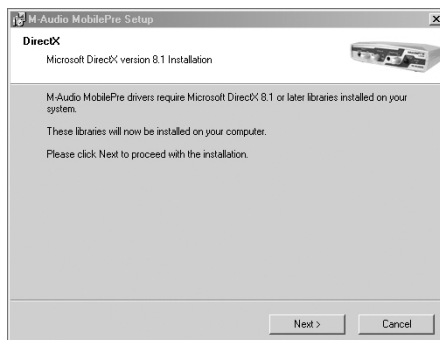 M-Audio MobilePre Setup
DirectX
Microsoft DirectX version 8.1 Installation
M-Audio MobilePre drivers require Microsoft DirectX 8.1 or later libraries installed on your
system.
These libraries will now be installed on your computer.
Please click Next to proceed with the installation.
Next >
Cancel